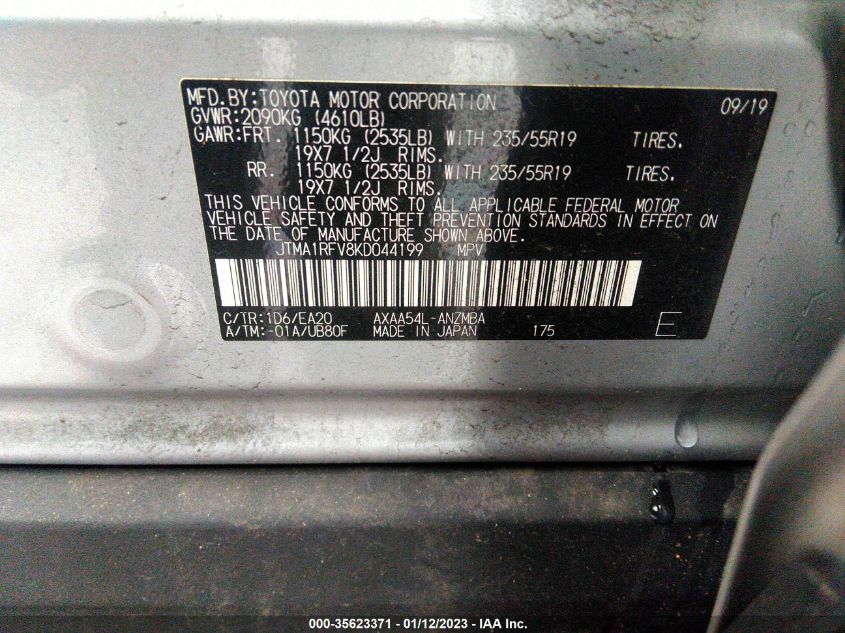 MFD.BY:TOYOTA MOTOR CORPORATION 09/19
GVWR:2090KG (4610LB)
GAWR:FRT. 1150KG (2535LB) WITH 235/55R19 TIRES.
19X7 1/2J RIMS.
RR. 1150KG (2535LB) WITH 235/55R19 TIRES.
19X7 1/2J RIMS.
THIS VEHICLE CONFORMS TO ALL APPLICABLE FEDERAL MOTOR
VEHICLE SAFETY AND THEFT PREVENTION STANDARDS IN EFFECT ON
THE DATE OF MANUFACTURE SHOWN ABOVE.
JTMA1RFV8KD044199 MPV
C/TR:1D6/EA20 AXAA54L-ANZMBA
A/TM:-01A/UB80F MADE IN JAPAN 175 E
000-35623371 - 01/12/2023 - IAA Inc.